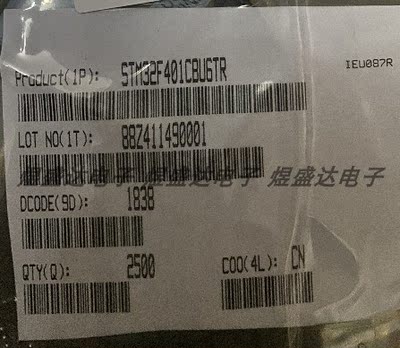 IEU087R
Product(1P): STM32F401CBU6TR
LOT NO(1T): 88Z411490001
煜盛达电子 煜盛达电子 煜盛达电子
DCODE(9D): 1838
QTY(Q): 2500 COO(4L): CN